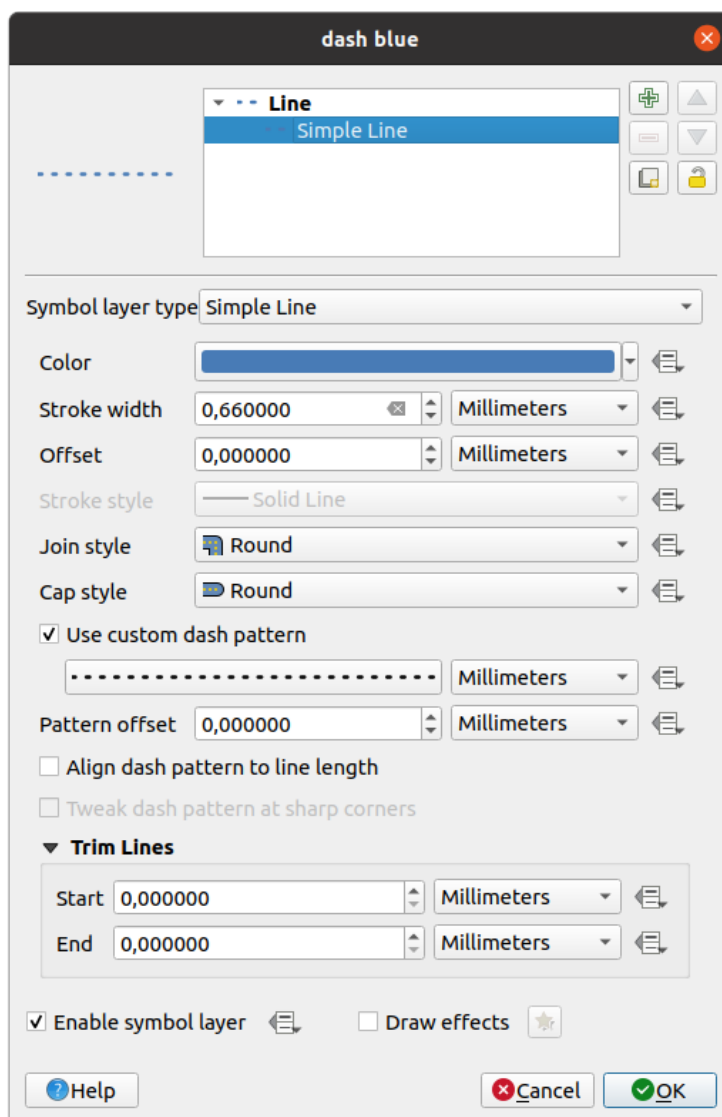 dash blue
Line
Simple Line
Symbol layer type Simple Line
Color
Stroke width 0,660000 Millimeters
Offset 0,000000 Millimeters
Stroke style Solid Line
Join style Round
Cap style Round
Use custom dash pattern
Millimeters
Pattern offset 0,000000 Millimeters
Align dash pattern to line length
Tweak dash pattern at sharp corners
Trim Lines
Start 0,000000 Millimeters
End 0,000000 Millimeters
Enable symbol layer Draw effects
Help Cancel OK